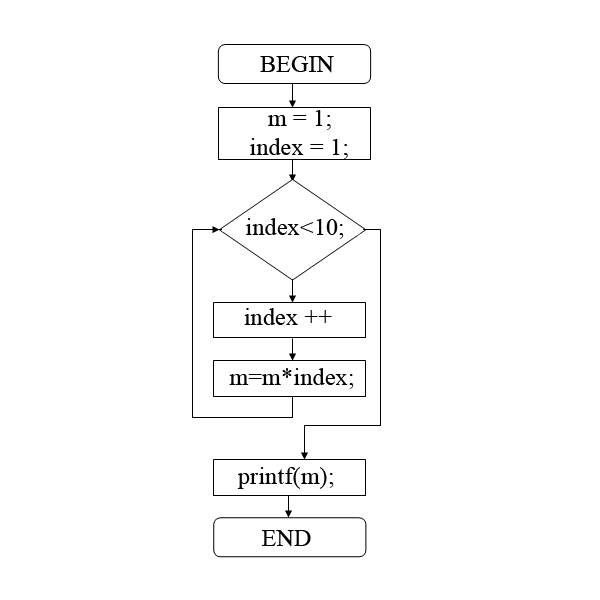 BEGIN
m = 1;
index = 1;
index<10;
index ++
m=m*index;
printf(m);
END